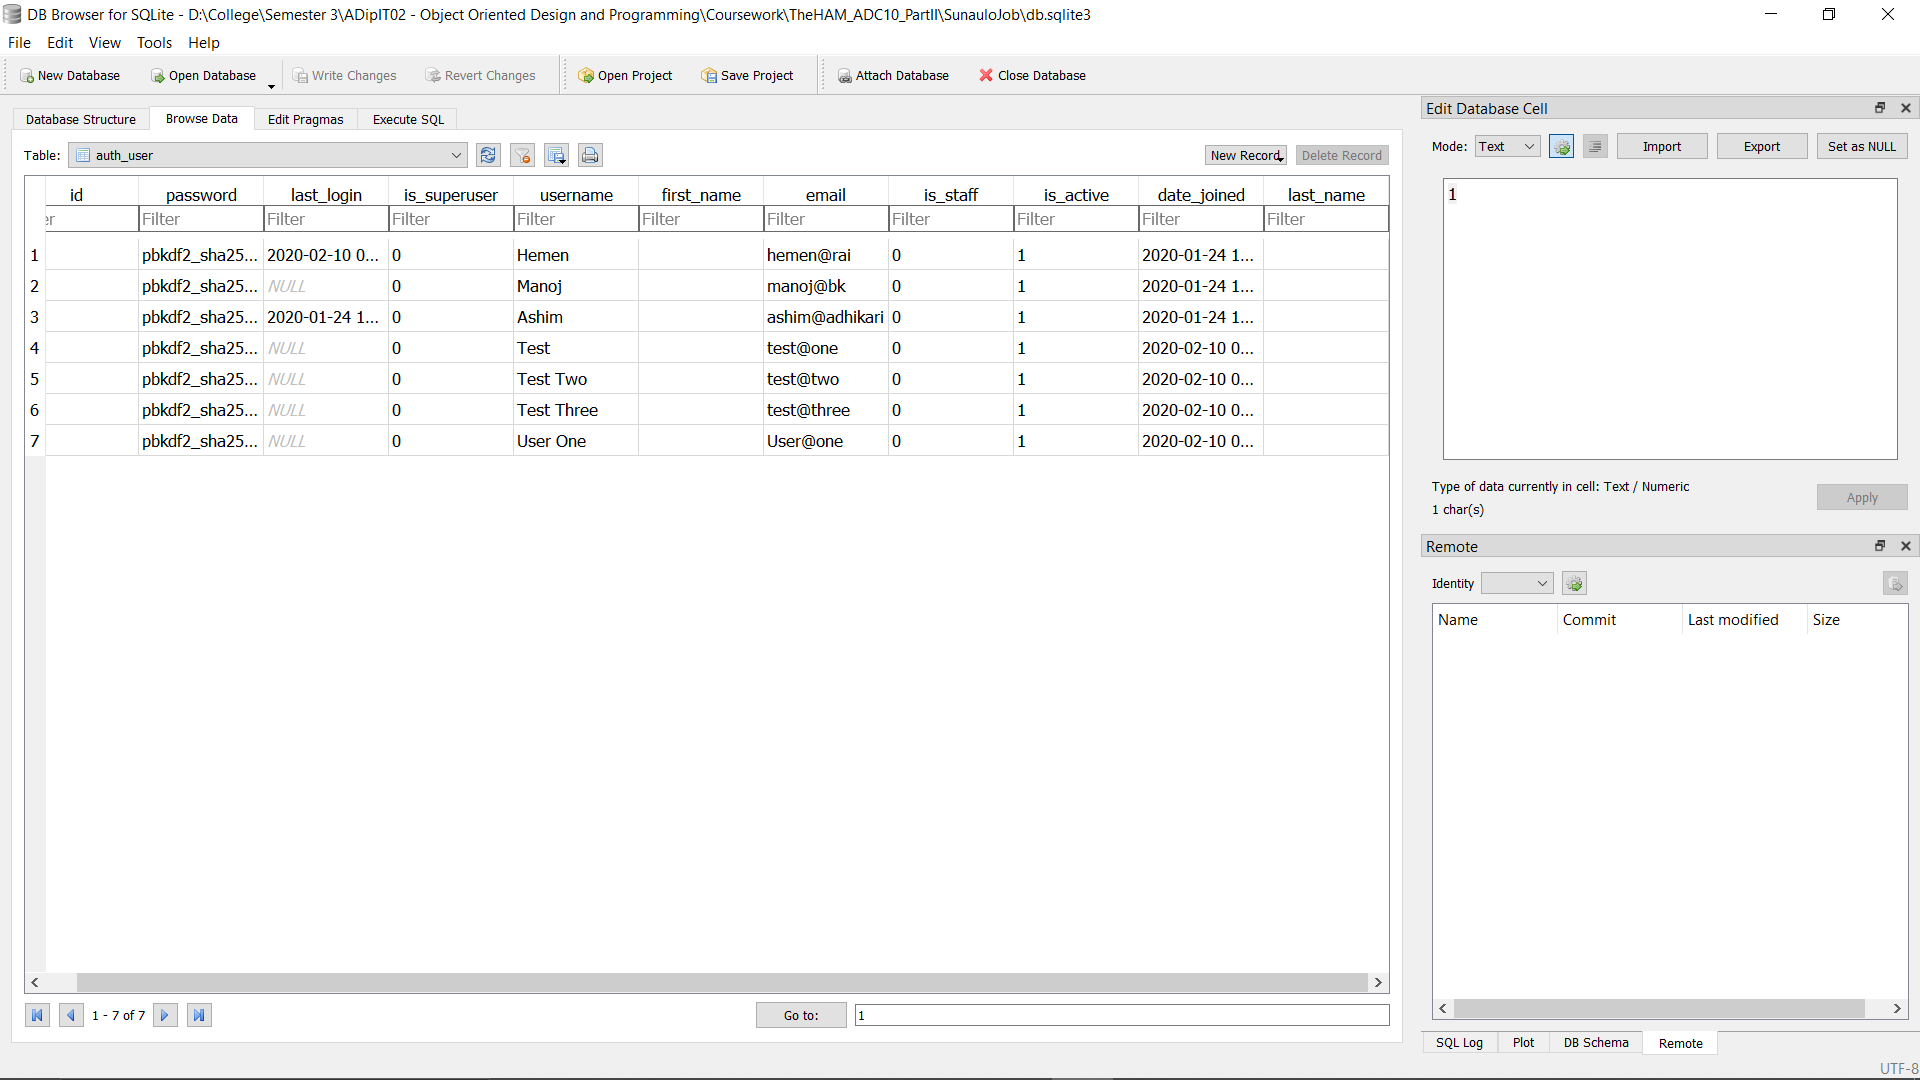 DB Browser for SQLite - D:\College\Semester 3\ADipIT02 - Object Oriented Design and Programming\Coursework\TheHAM_ADC10_PartII\SunauloJob\db.sqlite3
File Edit View Tools Help
New Database Open Database Write Changes Revert Changes Open Project Save Project Attach Database Close Database
Database Structure Browse Data Edit Pragmas Execute SQL
Table: auth_user New Record Delete Record
id password last_login is_superuser username first_name email is_staff is_active date_joined last_name
Filter Filter Filter Filter Filter Filter Filter Filter Filter Filter
1 pbkdf2_sha25... 2020-02-10 0... 0 Hemen hemen@rai 0 1 2020-01-24 1...
2 pbkdf2_sha25... NULL 0 Manoj manoj@bk 0 1 2020-01-24 1...
3 pbkdf2_sha25... 2020-01-24 1... 0 Ashim ashim@adhikari 0 1 2020-01-24 1...
4 pbkdf2_sha25... NULL 0 Test test@one 0 1 2020-02-10 0...
5 pbkdf2_sha25... NULL 0 Test Two test@two 0 1 2020-02-10 0...
6 pbkdf2_sha25... NULL 0 Test Three test@three 0 1 2020-02-10 0...
7 pbkdf2_sha25... NULL 0 User One User@one 0 1 2020-02-10 0...
1 - 7 of 7 Go to: 1
Edit Database Cell
Mode: Text Import Export Set as NULL
1
Type of data currently in cell: Text / Numeric
1 char(s)
Apply
Remote
Identity
Name Commit Last modified Size
SQL Log Plot DB Schema Remote
UTF-8